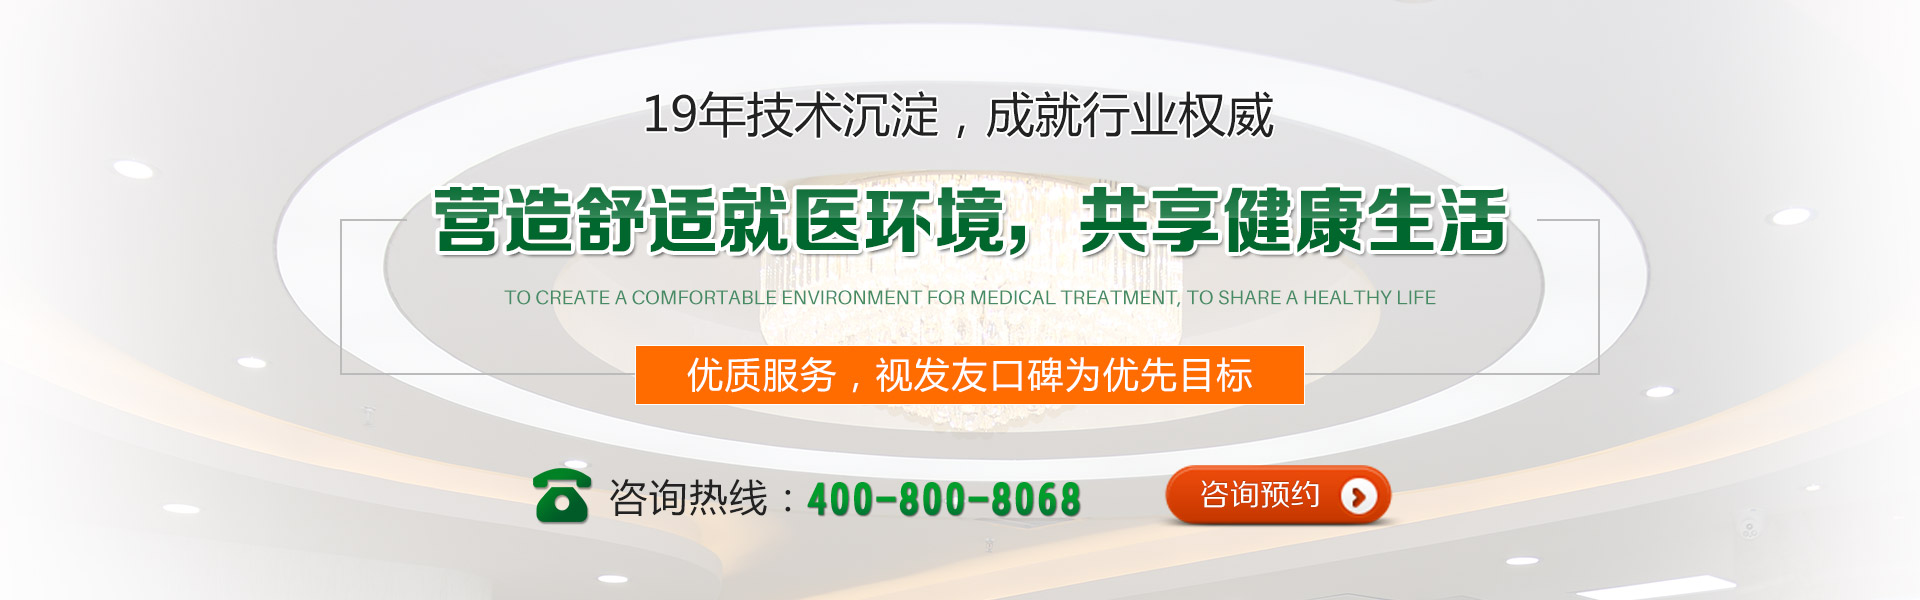 19年技术沉淀，成就行业权威
营造舒适就医环境，共享健康生活
TO CREATE A COMFORTABLE ENVIRONMENT FOR MEDICAL TREATMENT, TO SHARE A HEALTHY LIFE
优质服务，视发友口碑为优先目标
咨询热线：400-800-8068
咨询预约